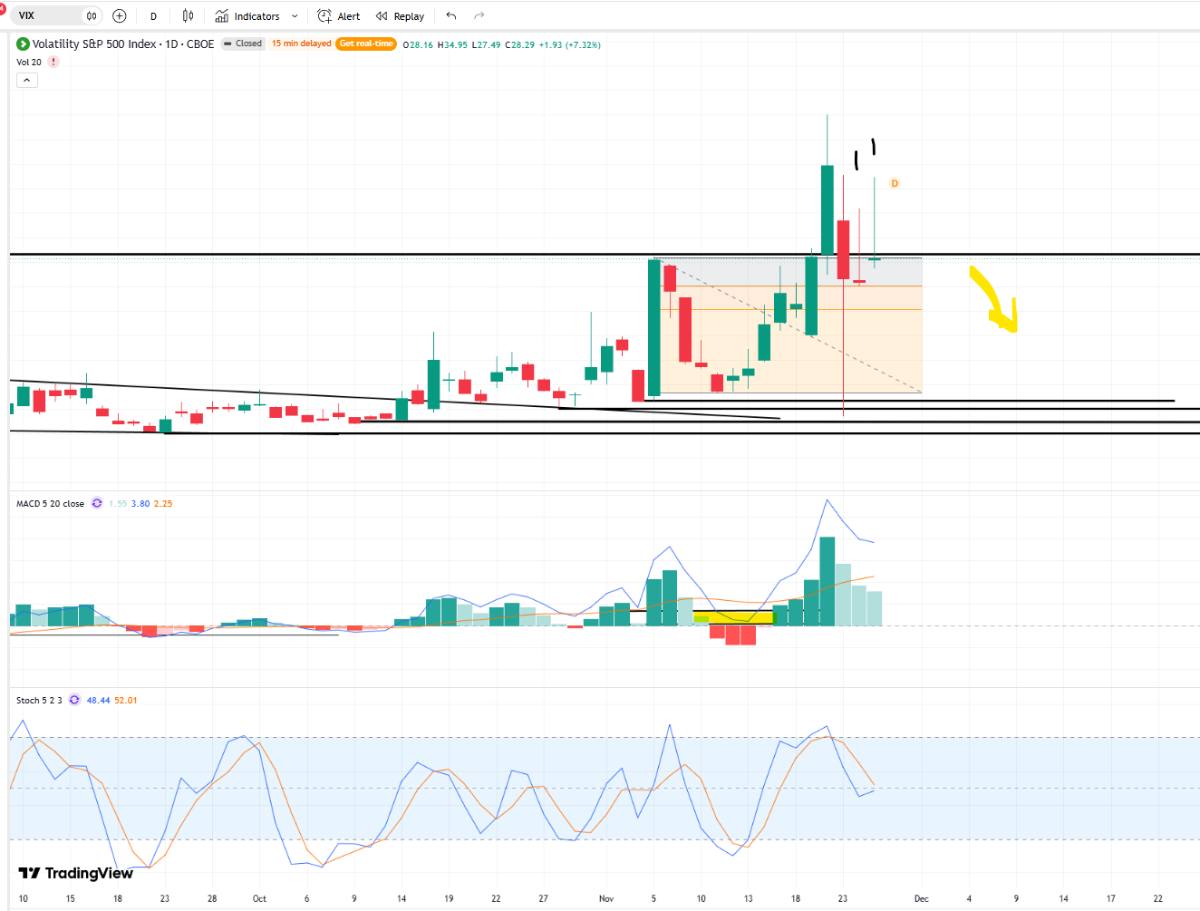 VIX D Indicators Alert Replay
Volatility S&P 500 Index · 1D · CBOE Closed 15 min delayed Get real-time O28.16 H34.95 L27.49 C28.29 +1.93 (+7.32%)
Vol 20 !
D
MACD 5 20 close 1.55 3.80 2.25
Stoch 5 2 3 48.44 52.01
TradingView
10 15 18 23 28 Oct 6 9 14 19 22 27 Nov 5 10 13 18 23 Dec 4 9 14 17 22